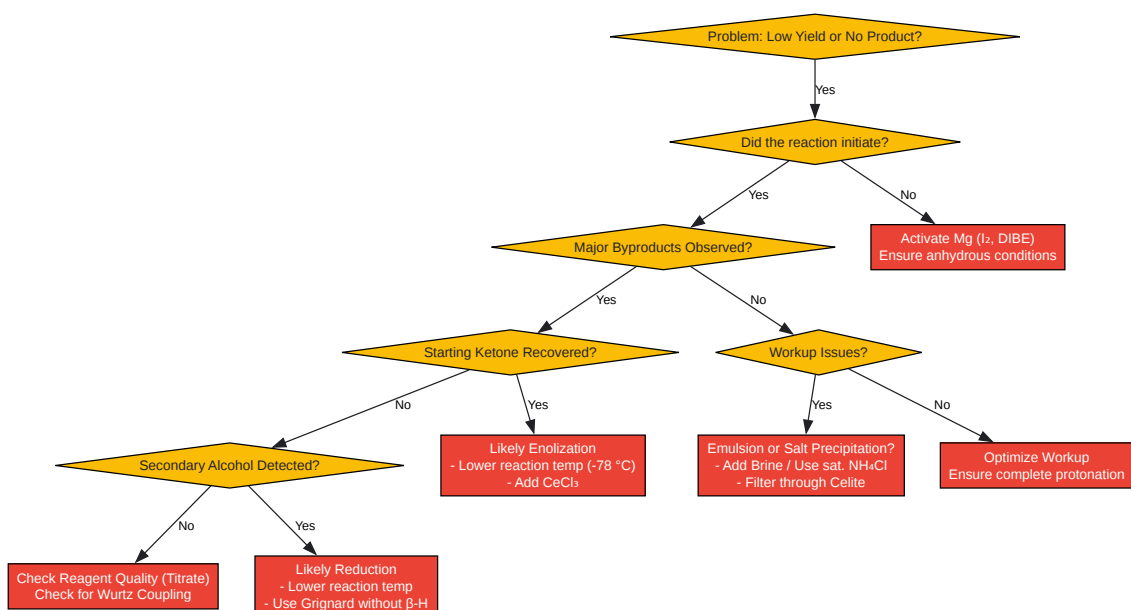 Problem: Low Yield or No Product?
Yes
Did the reaction initiate?
Yes
No
Major Byproducts Observed?
Activate Mg (I₂, DIBE)
Ensure anhydrous conditions
Yes
No
Starting Ketone Recovered?
Workup Issues?
No
Yes
Yes
No
Secondary Alcohol Detected?
Likely Enolization
- Lower reaction temp (-78 °C)
- Add CeCl₃
Emulsion or Salt Precipitation?
- Add Brine / Use sat. NH₄Cl
- Filter through Celite
Optimize Workup
Ensure complete protonation
No
Yes
Check Reagent Quality (Titrate)
Check for Wurtz Coupling
Likely Reduction
- Lower reaction temp
- Use Grignard without β-H